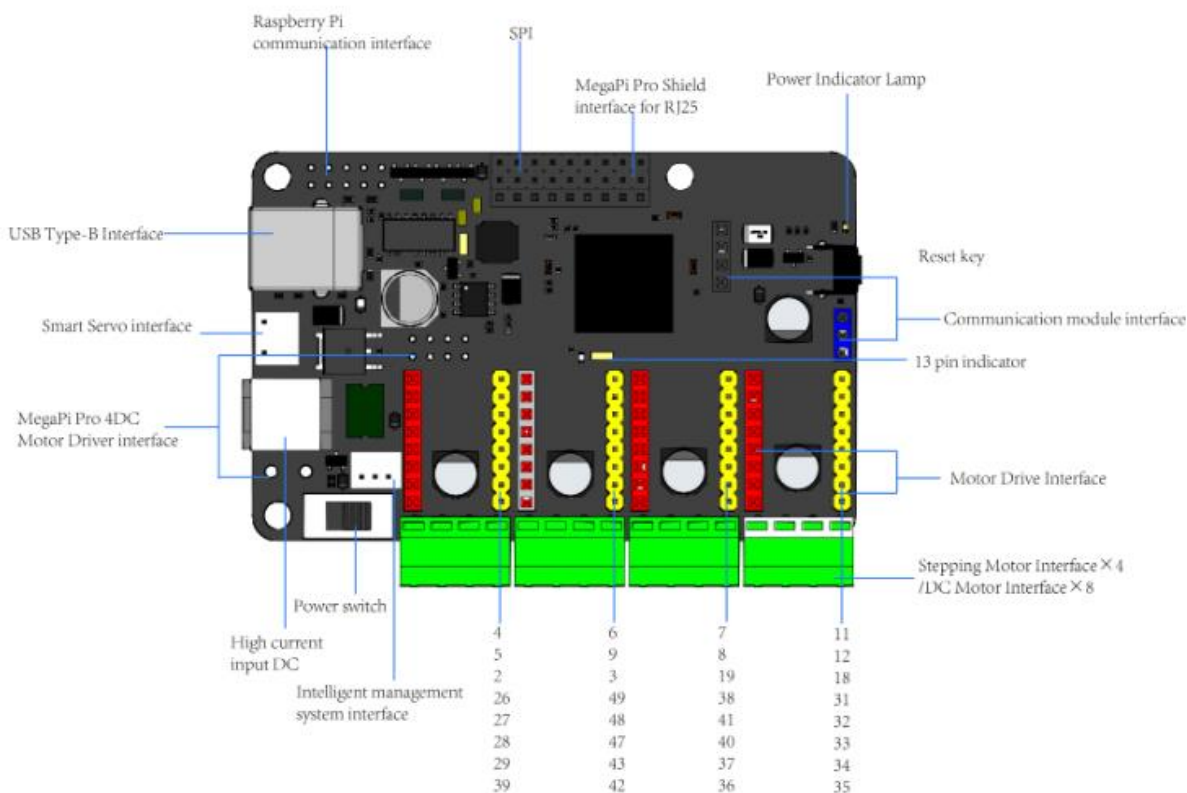 Raspberry Pi
communication interface
SPI
MegaPi Pro Shield
interface for RJ25
Power Indicator Lamp
USB Type-B Interface
Reset key
Smart Servo interface
Communication module interface
13 pin indicator
MegaPi Pro 4DC
Motor Driver interface
Motor Drive Interface
Stepping Motor Interface×4
/DC Motor Interface×8
Power switch
High current
input DC
Intelligent management
system interface
4 6 7 11
5 9 8 12
2 3 19 18
26 49 38 31
27 48 41 32
28 47 40 33
29 43 37 34
39 42 36 35